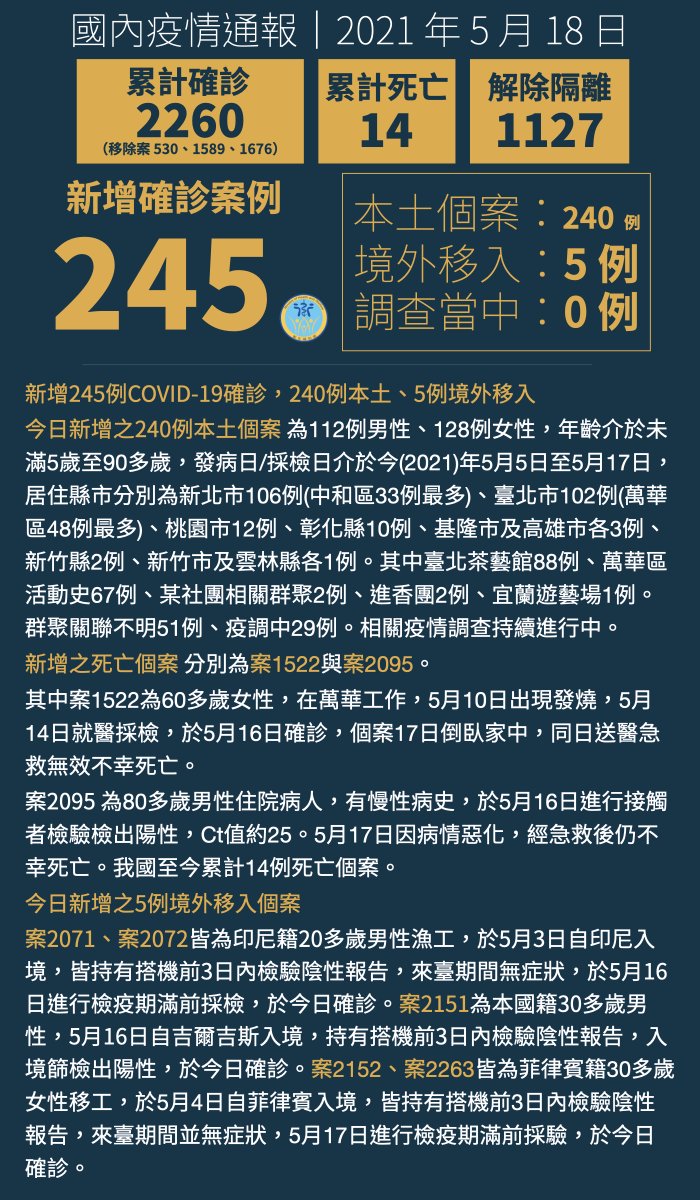 國內疫情通報｜2021 年 5 月 18 日
累計確診
2260
（移除案 530、1589、1676）
累計死亡
14
解除隔離
1127
新增確診案例
245
本土個案：240 例
境外移入：5 例
調查當中：0 例
新增245例COVID-19確診，240例本土、5例境外移入
今日新增之240例本土個案 為112例男性、128例女性，年齡介於未
滿5歲至90多歲，發病日/採檢日介於今(2021)年5月5日至5月17日，
居住縣市分別為新北市106例(中和區33例最多)、臺北市102例(萬華
區48例最多)、桃園市12例、彰化縣10例、基隆市及高雄市各3例、
新竹縣2例、新竹市及雲林縣各1例。其中臺北茶藝館88例、萬華區
活動史67例、某社團相關群聚2例、進香團2例、宜蘭遊藝場1例。
群聚關聯不明51例、疫調中29例。相關疫情調查持續進行中。
新增之死亡個案 分別為案1522與案2095。
其中案1522為60多歲女性，在萬華工作，5月10日出現發燒，5月
14日就醫採檢，於5月16日確診，個案17日倒臥家中，同日送醫急
救無效不幸死亡。
案2095 為80多歲男性住院病人，有慢性病史，於5月16日進行接觸
者檢驗檢出陽性，Ct值約25。5月17日因病情惡化，經急救後仍不
幸死亡。我國至今累計14例死亡個案。
今日新增之5例境外移入個案
案2071、案2072皆為印尼籍20多歲男性漁工，於5月3日自印尼入
境，皆持有搭機前3日內檢驗陰性報告，來臺期間無症狀，於5月16
日進行檢疫期滿前採檢，於今日確診。案2151為本國籍30多歲男
性，5月16日自吉爾吉斯入境，持有搭機前3日內檢驗陰性報告，入
境篩檢出陽性，於今日確診。案2152、案2263皆為菲律賓籍30多歲
女性移工，於5月4日自菲律賓入境，皆持有搭機前3日內檢驗陰性
報告，來臺期間並無症狀，5月17日進行檢疫期滿前採驗，於今日
確診。